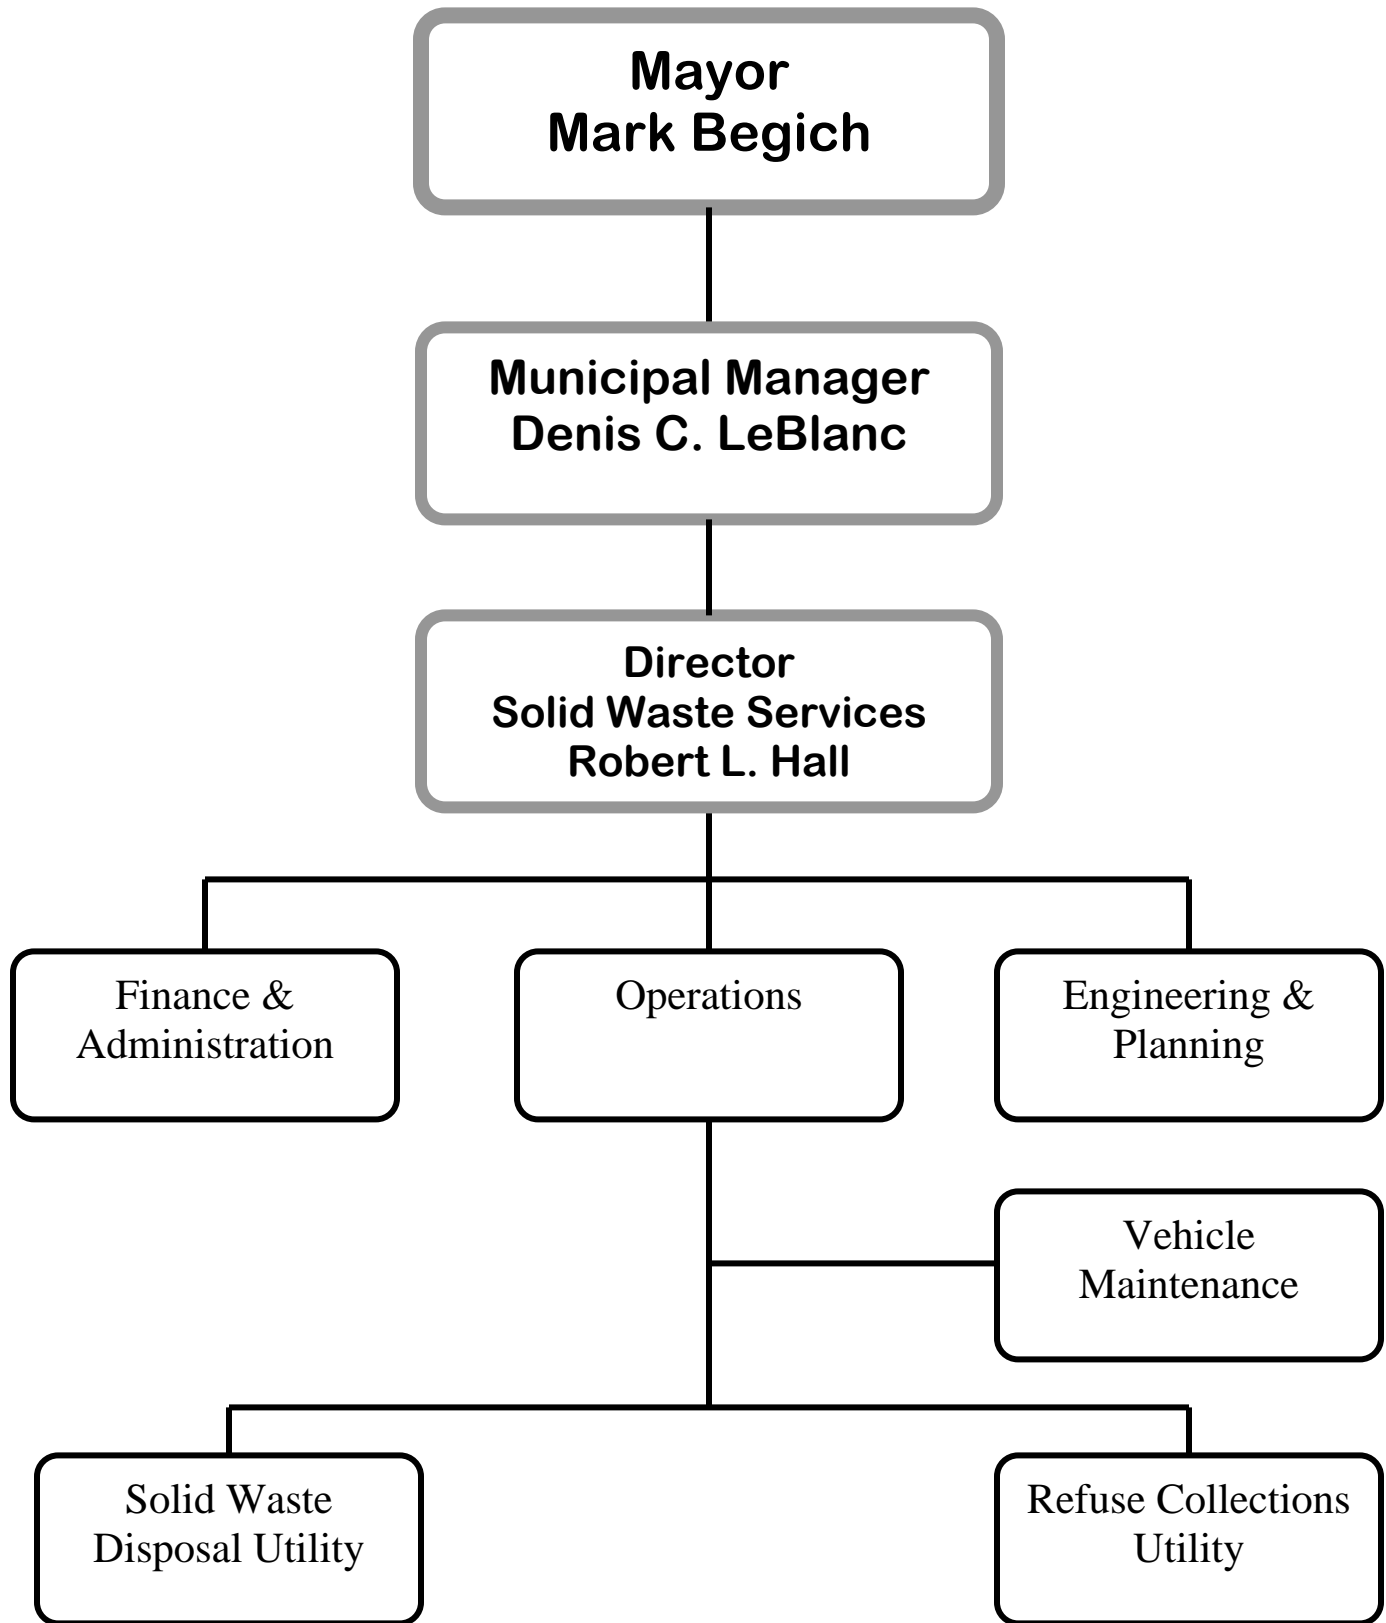 Mayor
Mark Begich
Municipal Manager
Denis C. LeBlanc
Director
Solid Waste Services
Robert L. Hall
Finance &
Administration
Operations
Engineering &
Planning
Vehicle
Maintenance
Solid Waste
Disposal Utility
Refuse Collections
Utility